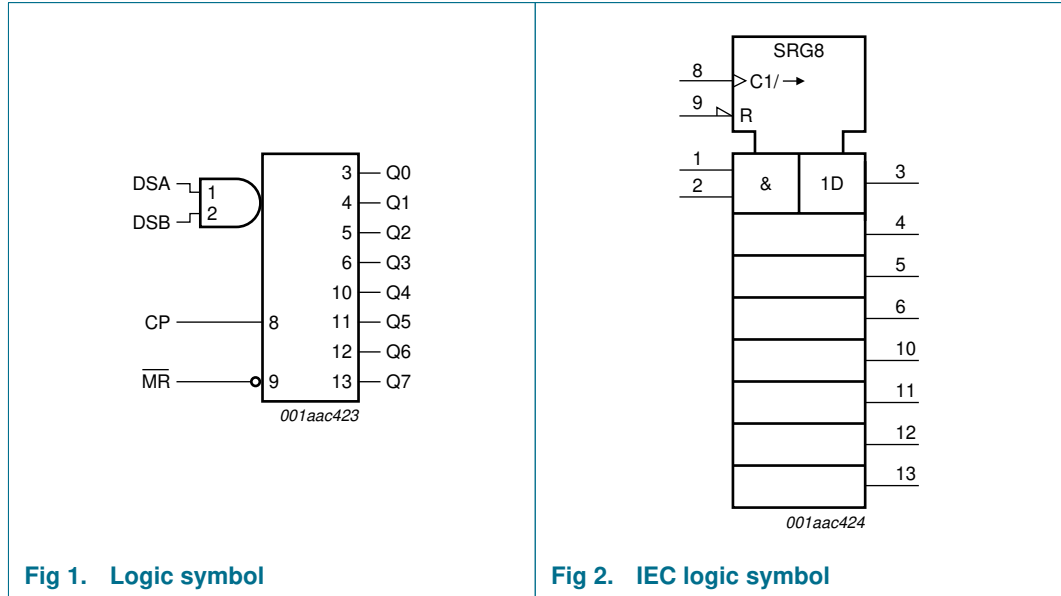 DSA
DSB
1
2
CP
8
MR
9
3 Q0
4 Q1
5 Q2
6 Q3
10 Q4
11 Q5
12 Q6
13 Q7
001aac423
Fig 1. Logic symbol
SRG8
8
C1/ →
9
R
1
2
&
1D
3
4
5
6
10
11
12
13
001aac424
Fig 2. IEC logic symbol